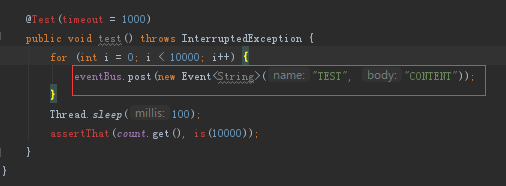 @Test(timeout = 1000)
public void test() throws InterruptedException {
for (int i = 0; i < 10000; i++) {
eventBus.post(new Event<String>( name: "TEST", body: "CONTENT"));
}
Thread.sleep( millis: 100);
assertThat(count.get(), is(10000));
}
}